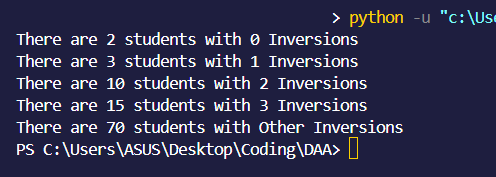 > python -u "c:\Us
There are 2 students with 0 Inversions
There are 3 students with 1 Inversions
There are 10 students with 2 Inversions
There are 15 students with 3 Inversions
There are 70 students with Other Inversions
PS C:\Users\ASUS\Desktop\Coding\DAA>